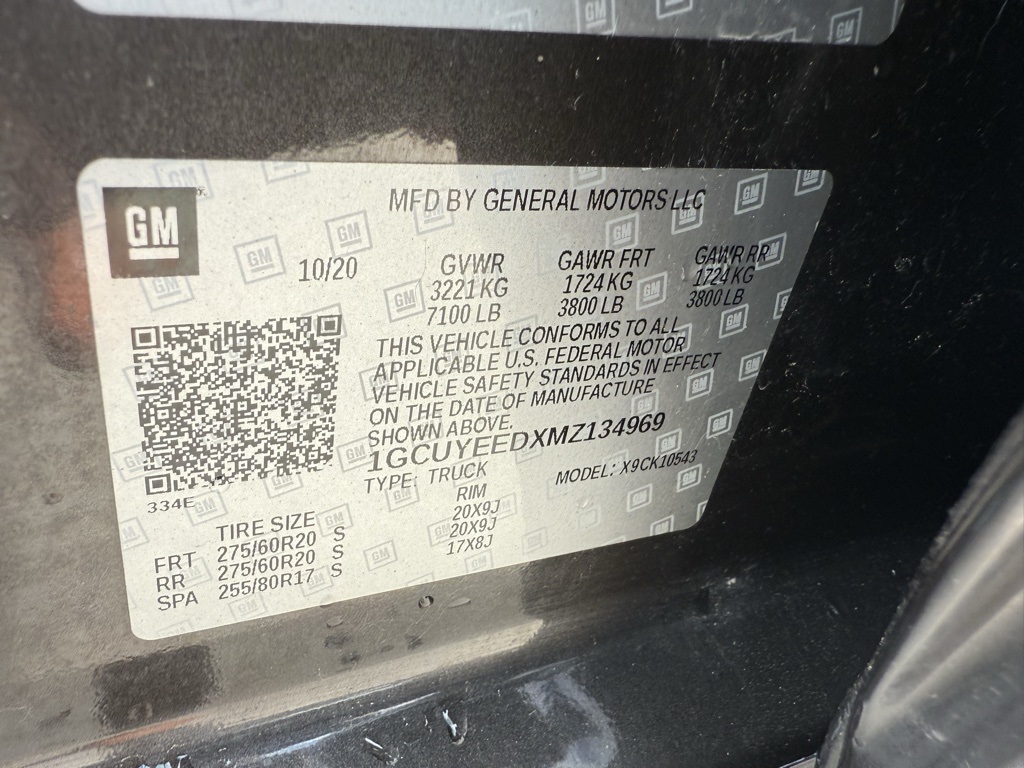 GM
MFD BY GENERAL MOTORS LLC
10/20
GVWR GAWR FRT GAWR RR
3221 KG 1724 KG 1724 KG
7100 LB 3800 LB 3800 LB
THIS VEHICLE CONFORMS TO ALL
APPLICABLE U.S. FEDERAL MOTOR
VEHICLE SAFETY STANDARDS IN EFFECT
ON THE DATE OF MANUFACTURE
SHOWN ABOVE.
1GCUYEEDXMZ134969
TYPE: TRUCK MODEL: X9CK10543
334E
TIRE SIZE RIM
FRT 275/60R20 S 20X9J
RR 275/60R20 S 20X9J
SPA 255/80R17 S 17X8J